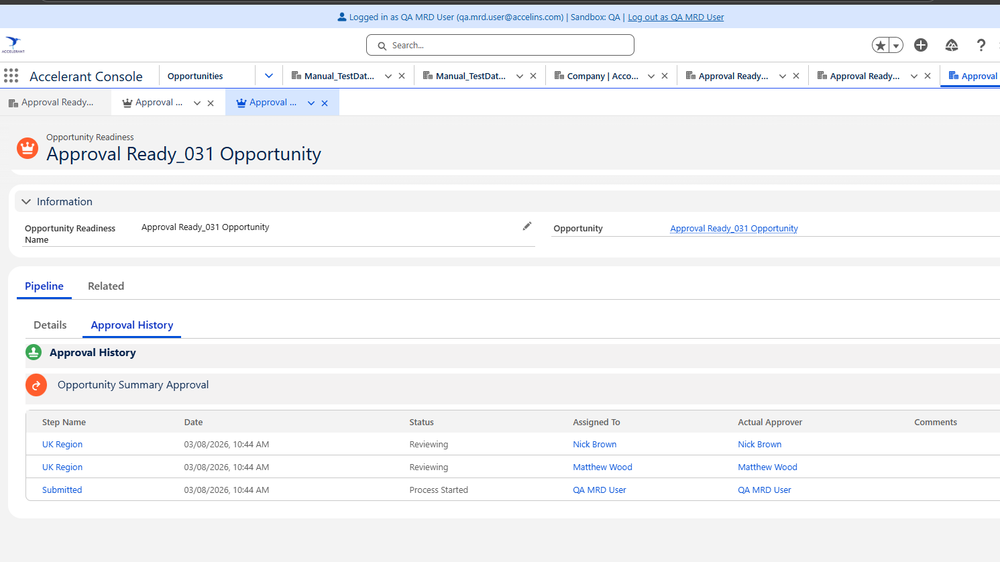 Logged in as QA MRD User (qa.mrd.user@accelins.com) | Sandbox: QA | Log out as QA MRD User
ACCELERANT
Search...
Accelerant Console
Opportunities
Manual_TestDat...
Manual_TestDat...
Company | Acco...
Approval Ready...
Approval Ready...
Approval
Approval Ready...
Approval ...
Approval ...
Opportunity Readiness
Approval Ready_031 Opportunity
Information
Opportunity Readiness Name
Approval Ready_031 Opportunity
Opportunity
Approval Ready_031 Opportunity
Pipeline
Related
Details
Approval History
Approval History
Opportunity Summary Approval
Step Name Date Status Assigned To Actual Approver Comments
UK Region 03/08/2026, 10:44 AM Reviewing Nick Brown Nick Brown
UK Region 03/08/2026, 10:44 AM Reviewing Matthew Wood Matthew Wood
Submitted 03/08/2026, 10:44 AM Process Started QA MRD User QA MRD User